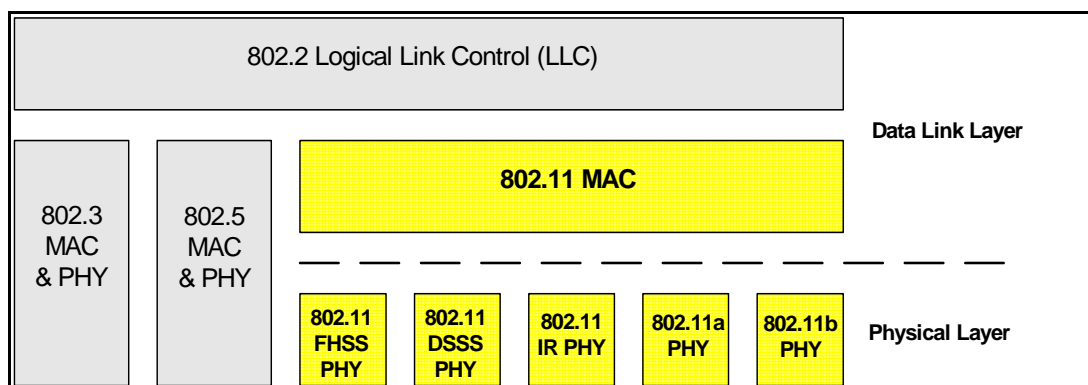 802.2 Logical Link Control (LLC)
Data Link Layer
802.11 MAC
802.3
MAC
& PHY
802.5
MAC
& PHY
802.11
FHSS
PHY
802.11
DSSS
PHY
802.11
IR PHY
802.11a
PHY
802.11b
PHY
Physical Layer